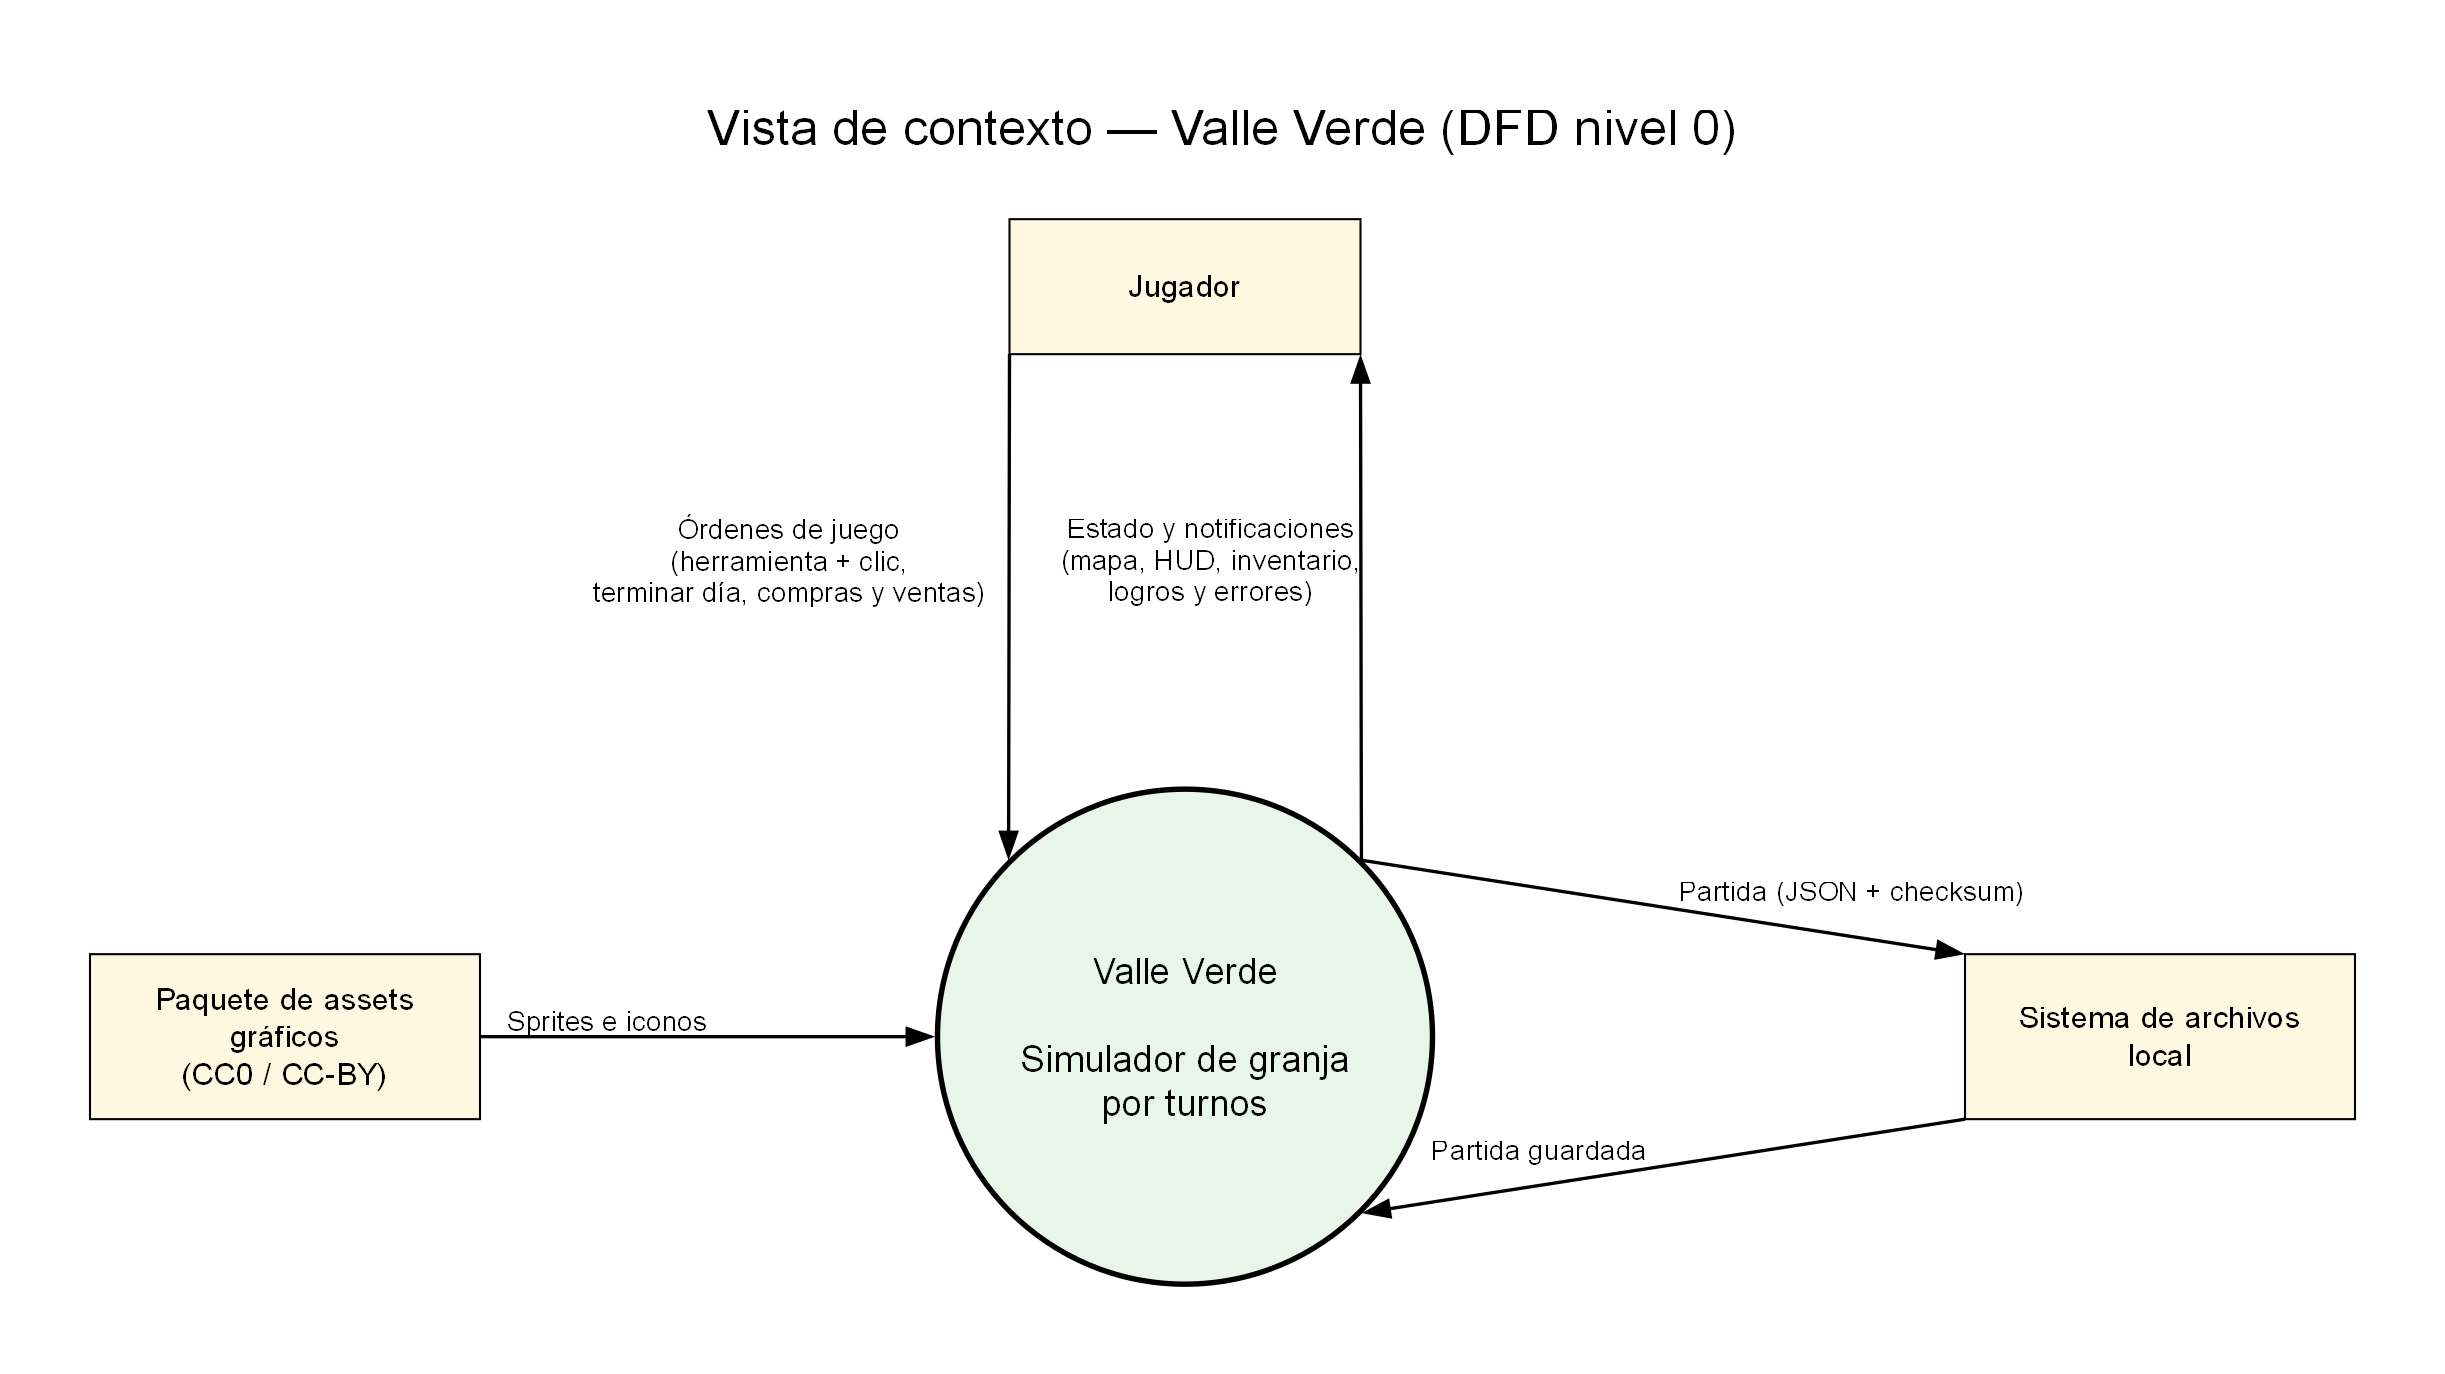 Vista de contexto — Valle Verde (DFD nivel 0)
Jugador
Órdenes de juego
(herramienta + clic,
terminar día, compras y ventas)
Estado y notificaciones
(mapa, HUD, inventario,
logros y errores)
Partida (JSON + checksum)
Paquete de assets
gráficos
(CC0 / CC-BY)
Sprites e iconos
Valle Verde
Simulador de granja
por turnos
Sistema de archivos
local
Partida guardada